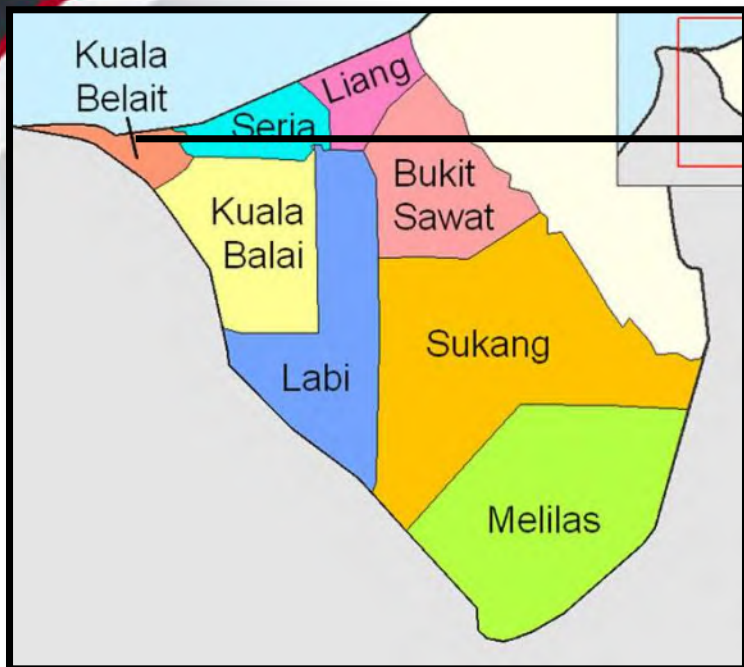 Kuala
Belait
Liang
Seria
Bukit
Sawat
Kuala
Balai
Sukang
Labi
Melilas